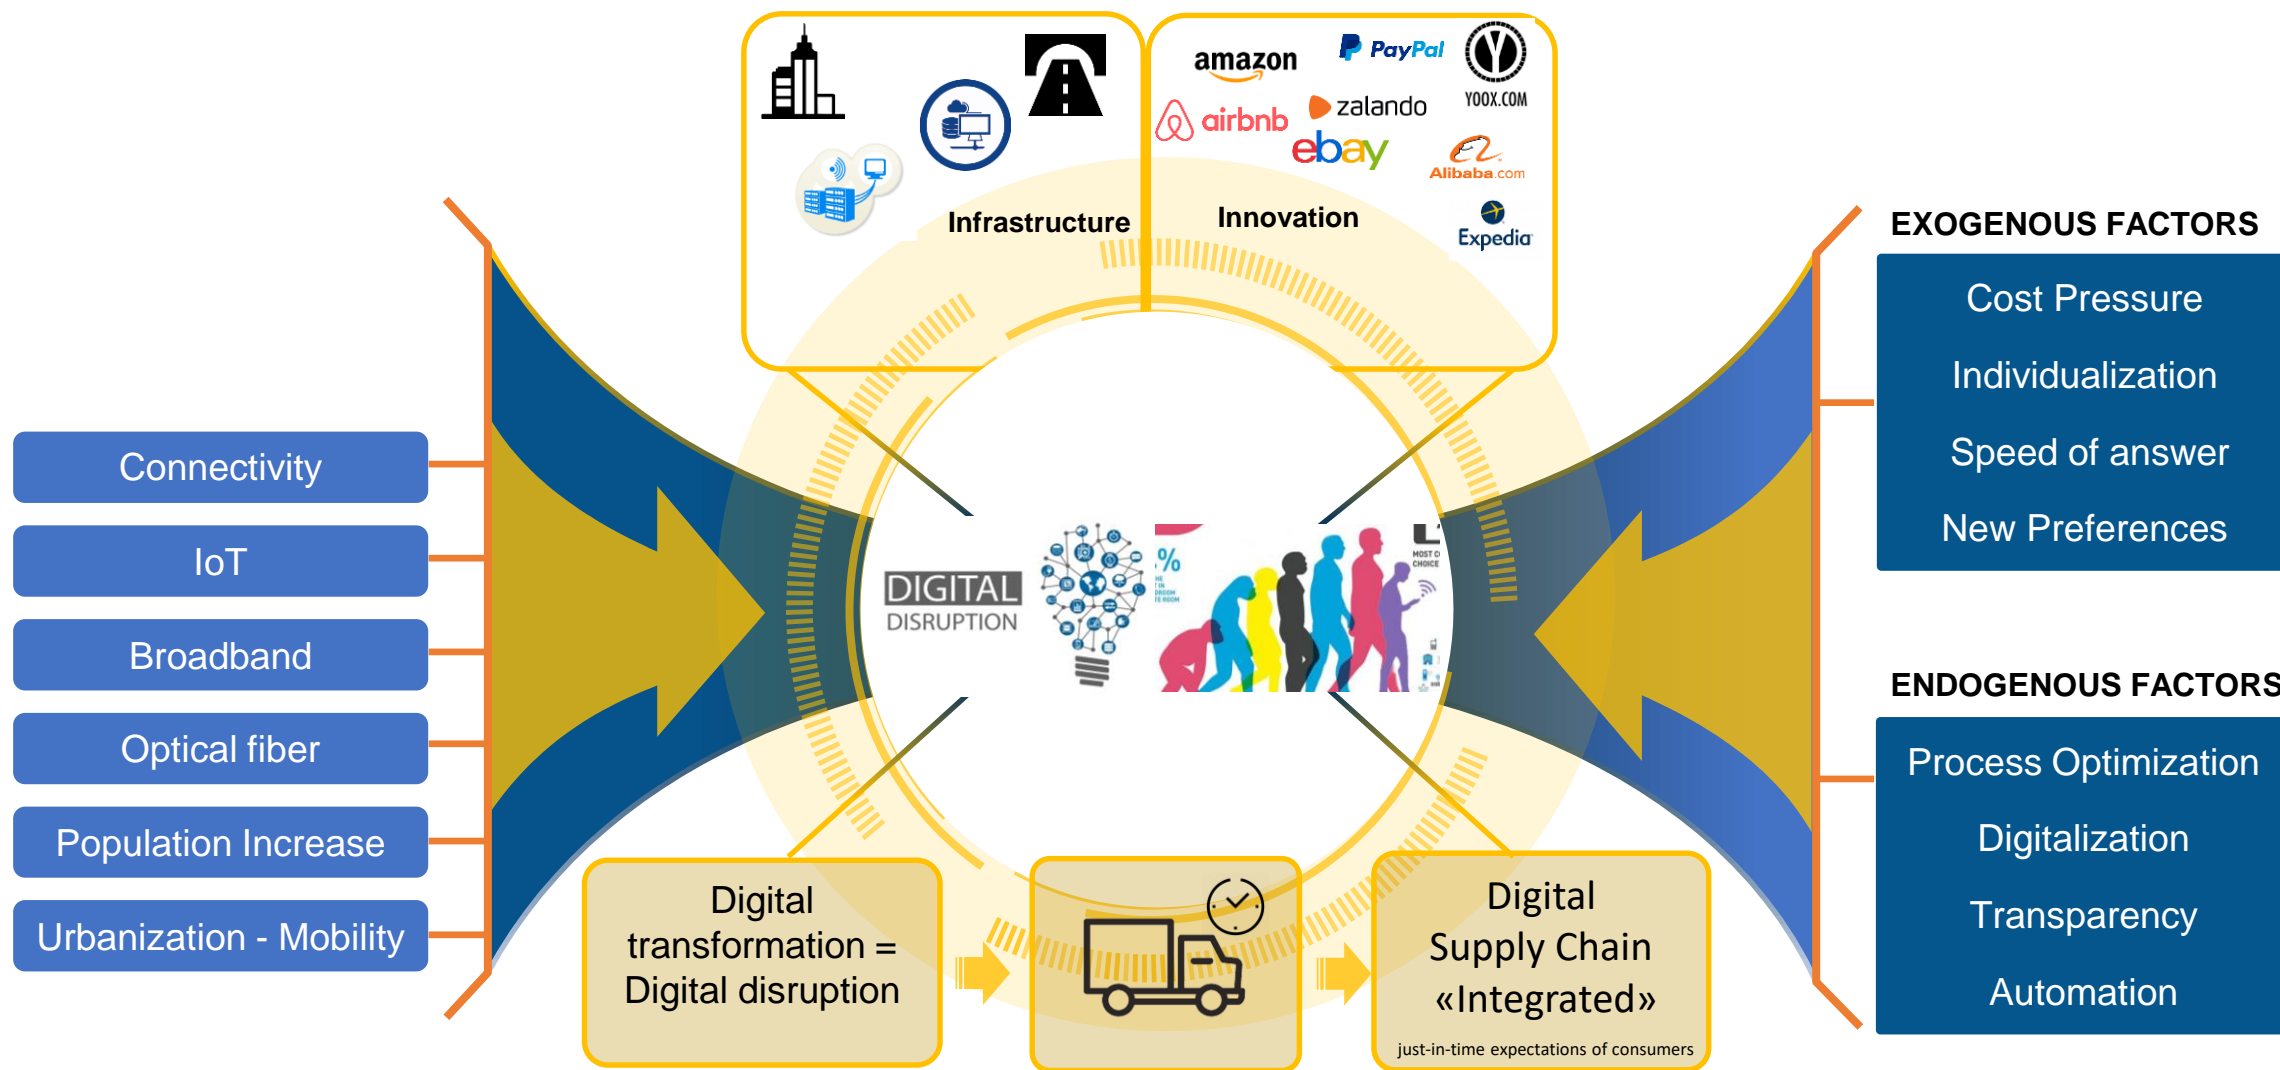 amazon
PayPal
YOOX.COM
airbnb
zalando
ebay
Alibaba.com
Expedia
Infrastructure
Innovation
Connectivity
IoT
Broadband
Optical fiber
Population Increase
Urbanization - Mobility
DIGITAL
DISRUPTION
%
MOST
CHOICE
EXOGENOUS FACTORS
Cost Pressure
Individualization
Speed of answer
New Preferences
ENDOGENOUS FACTORS
Process Optimization
Digitalization
Transparency
Automation
Digital
transformation =
Digital disruption
Digital
Supply Chain
«Integrated»
just-in-time expectations of consumers